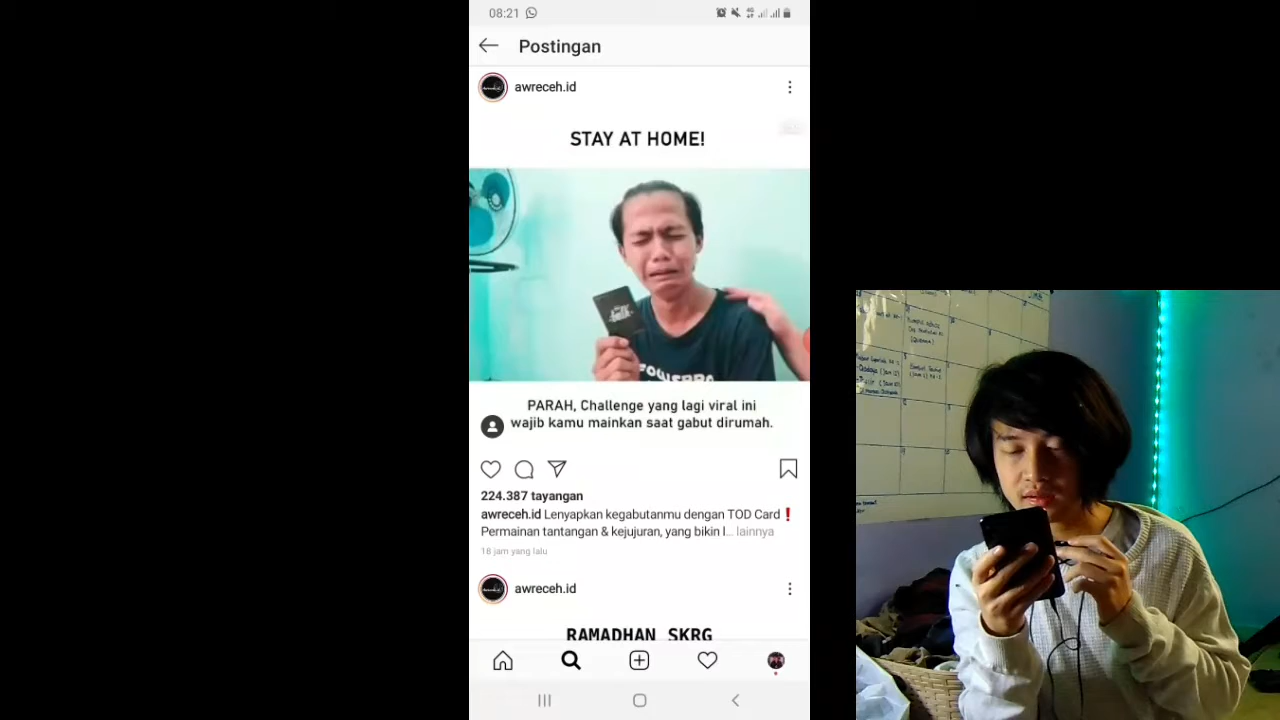 08:21
Postingan
awreceh.id
STAY AT HOME!
PARAH, Challenge yang lagi viral ini
wajib kamu mainkan saat gabut dirumah.
224.387 tayangan
awreceh.id Lenyapkan kegabutanmu dengan TOD Card❗
Permainan tantangan & kejujuran, yang bikin l... lainnya
18 jam yang lalu
awreceh.id
RAMADHAN SKRG